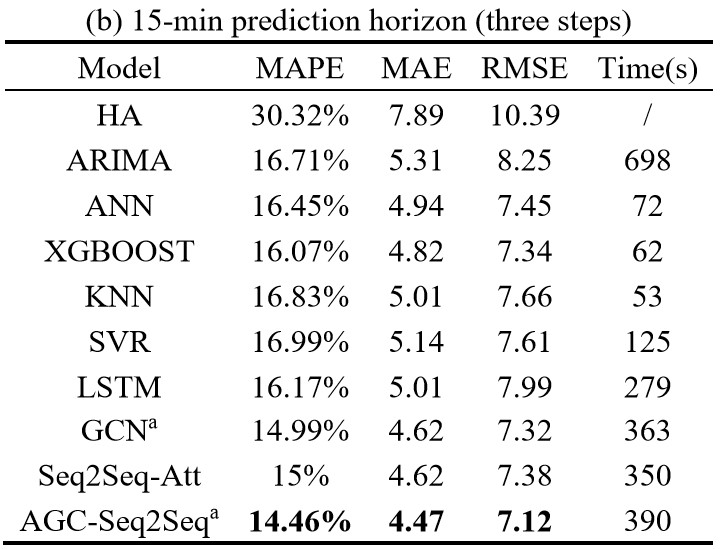 (b) 15-min prediction horizon (three steps)
Model MAPE MAE RMSE Time(s)
HA 30.32% 7.89 10.39 /
ARIMA 16.71% 5.31 8.25 698
ANN 16.45% 4.94 7.45 72
XGBOOST 16.07% 4.82 7.34 62
KNN 16.83% 5.01 7.66 53
SVR 16.99% 5.14 7.61 125
LSTM 16.17% 5.01 7.99 279
GCNᵃ 14.99% 4.62 7.32 363
Seq2Seq-Att 15% 4.62 7.38 350
AGC-Seq2Seqᵃ 14.46% 4.47 7.12 390